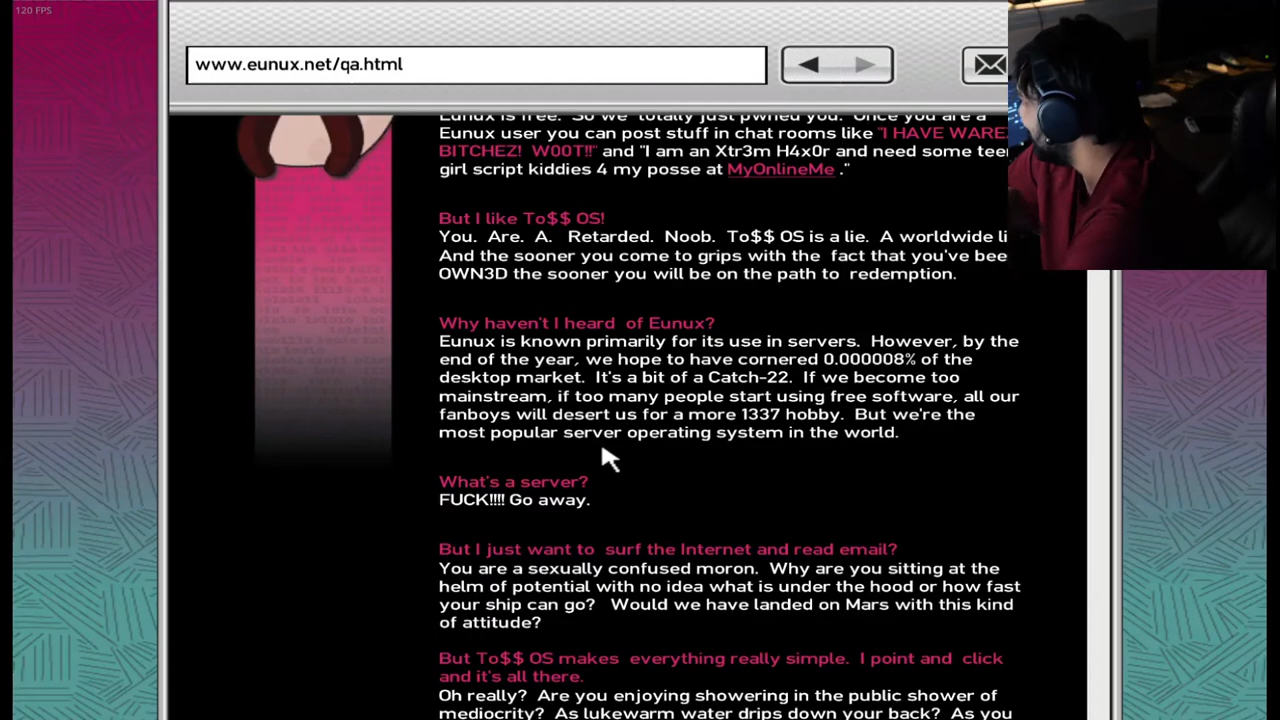 120 FPS
www.eunux.net/qa.html
Eunux is free. So we totally just pwned you. Once you are a
Eunux user you can post stuff in chat rooms like "I HAVE WAREZ
BITCHEZ! W00T!!" and "I am an Xtr3m H4x0r and need some teen
girl script kiddies 4 my posse at MyOnlineMe ."
But I like To$$ OS!
You. Are. A. Retarded. Noob. To$$ OS is a lie. A worldwide li
And the sooner you come to grips with the fact that you've bee
OWN3D the sooner you will be on the path to redemption.
Why haven't I heard of Eunux?
Eunux is known primarily for its use in servers. However, by the
end of the year, we hope to have cornered 0.000008% of the
desktop market. It's a bit of a Catch-22. If we become too
mainstream, if too many people start using free software, all our
fanboys will desert us for a more 1337 hobby. But we're the
most popular server operating system in the world.
What's a server?
FUCK!!!! Go away.
But I just want to surf the Internet and read email?
You are a sexually confused moron. Why are you sitting at the
helm of potential with no idea what is under the hood or how fast
your ship can go? Would we have landed on Mars with this kind
of attitude?
But To$$ OS makes everything really simple. I point and click
and it's all there.
Oh really? Are you enjoying showering in the public shower of
mediocrity? As lukewarm water drips down your back? As you